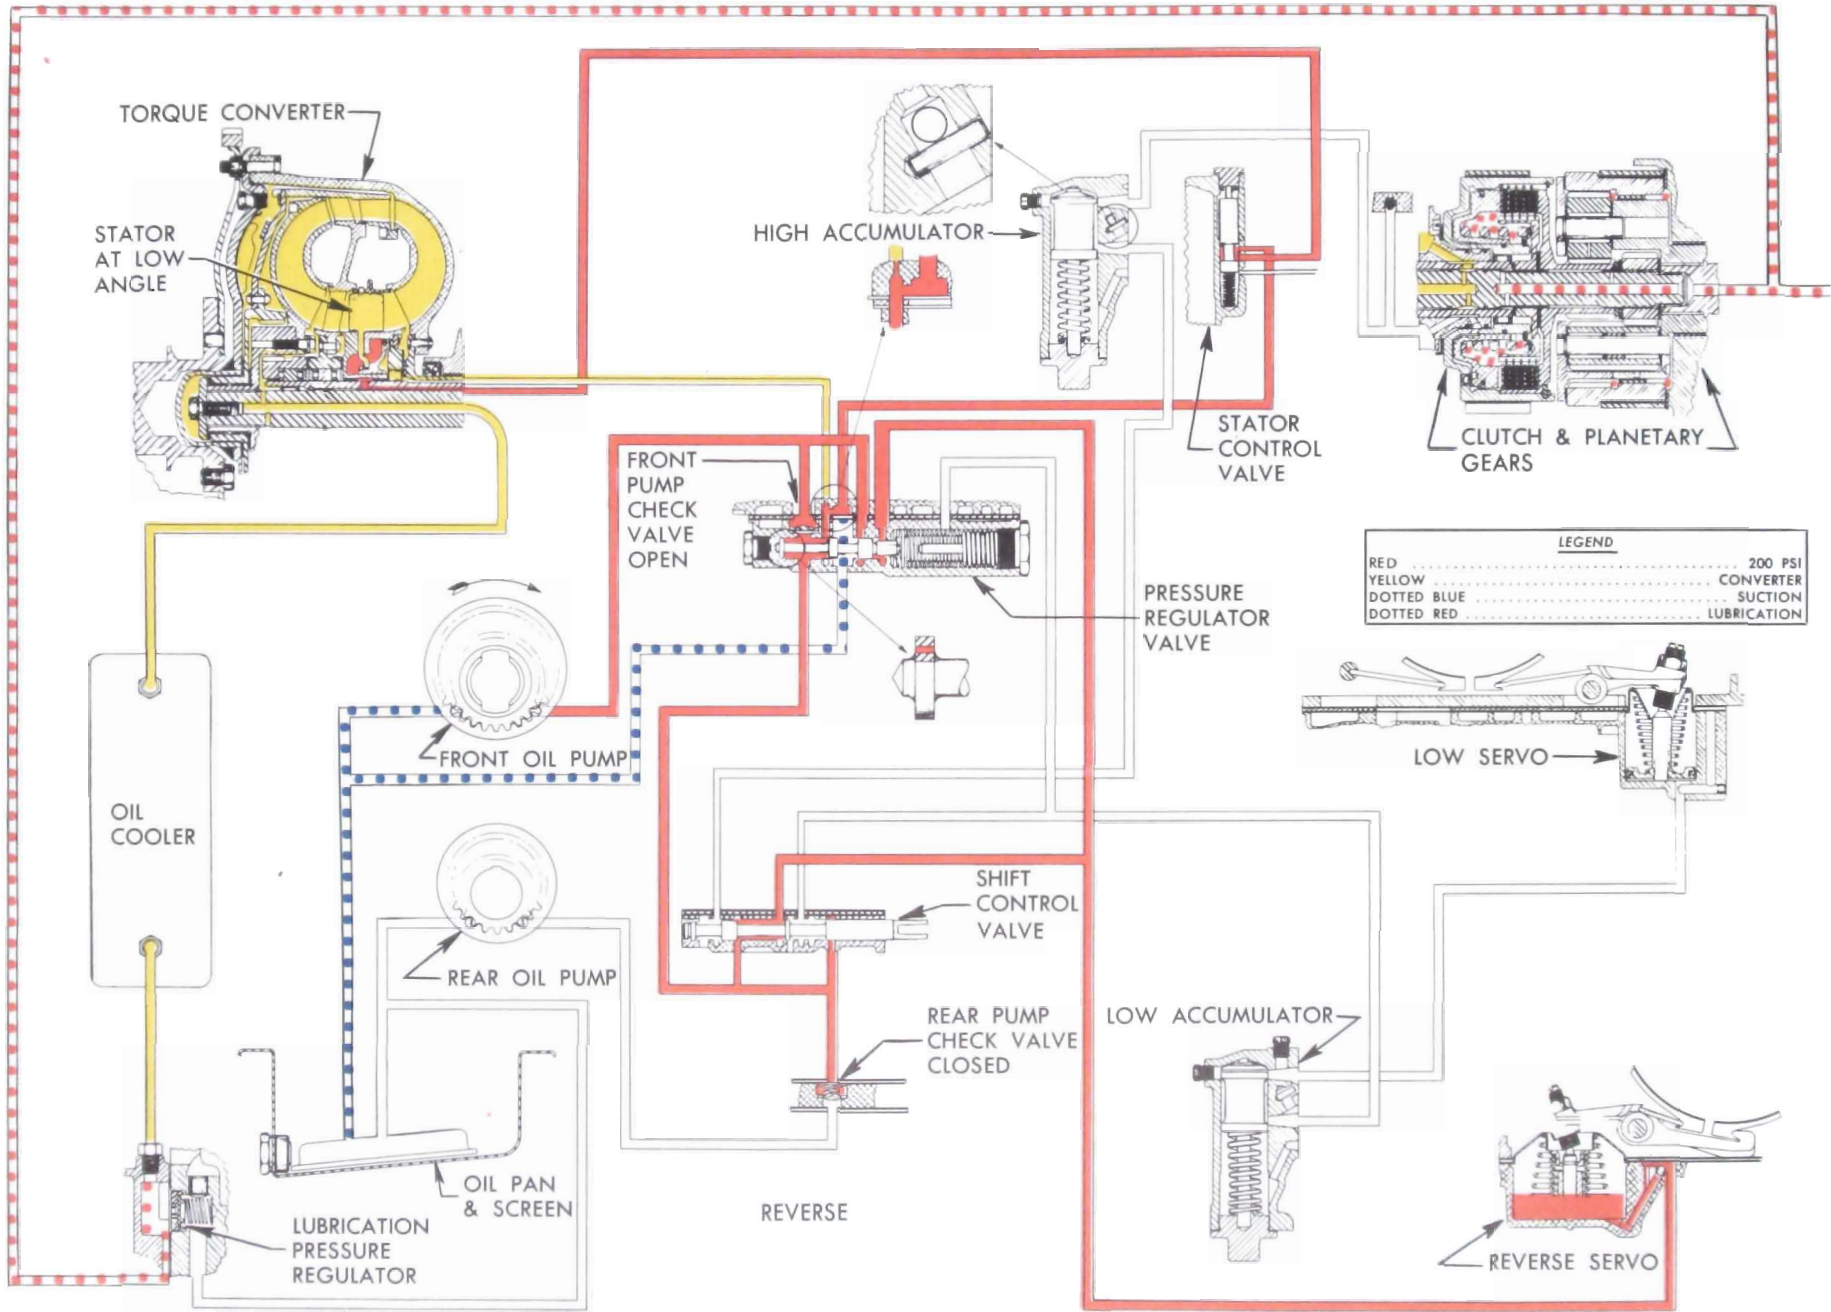 TORQUE CONVERTER
STATOR
AT LOW
ANGLE
HIGH ACCUMULATOR
STATOR
CONTROL
VALVE
CLUTCH & PLANETARY
GEARS
FRONT
PUMP
CHECK
VALVE
OPEN
LEGEND
RED ........ 200 PSI
YELLOW ........ CONVERTER
DOTTED BLUE ........ SUCTION
DOTTED RED ........ LUBRICATION
PRESSURE
REGULATOR
VALVE
FRONT OIL PUMP
LOW SERVO
OIL
COOLER
SHIFT
CONTROL
VALVE
REAR OIL PUMP
REAR PUMP
CHECK VALVE
CLOSED
LOW ACCUMULATOR
OIL PAN
& SCREEN
REVERSE
LUBRICATION
PRESSURE
REGULATOR
REVERSE SERVO